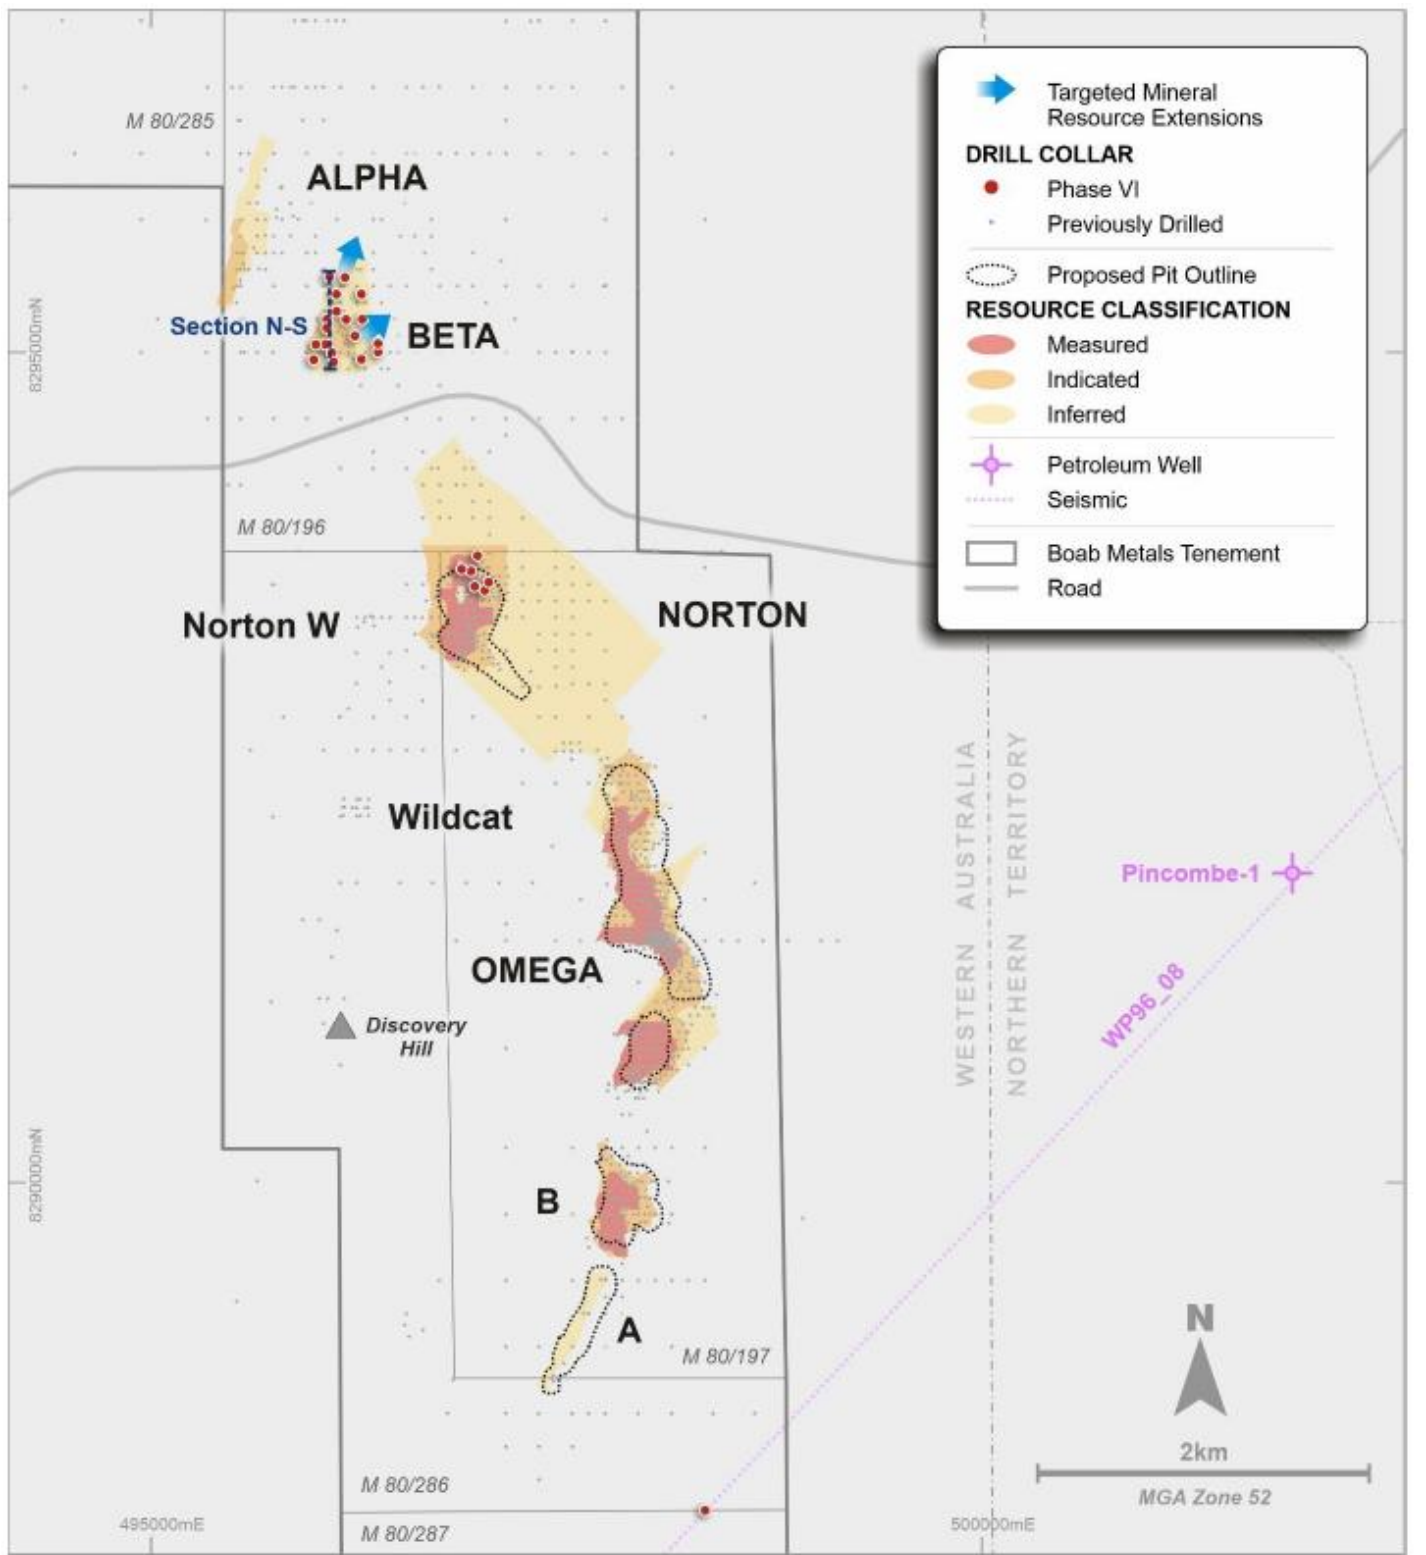 M 80/285
ALPHA
Section N-S
BETA
8295000mN
M 80/196
Norton W
NORTON
Wildcat
OMEGA
Discovery
Hill
8290000mN
B
A
M 80/197
M 80/286
M 80/287
495000mE
500000mE
WESTERN AUSTRALIA
NORTHERN TERRITORY
Pincombe-1
WP96_08
Targeted Mineral
Resource Extensions
DRILL COLLAR
Phase VI
Previously Drilled
Proposed Pit Outline
RESOURCE CLASSIFICATION
Measured
Indicated
Inferred
Petroleum Well
Seismic
Boab Metals Tenement
Road
N
2km
MGA Zone 52